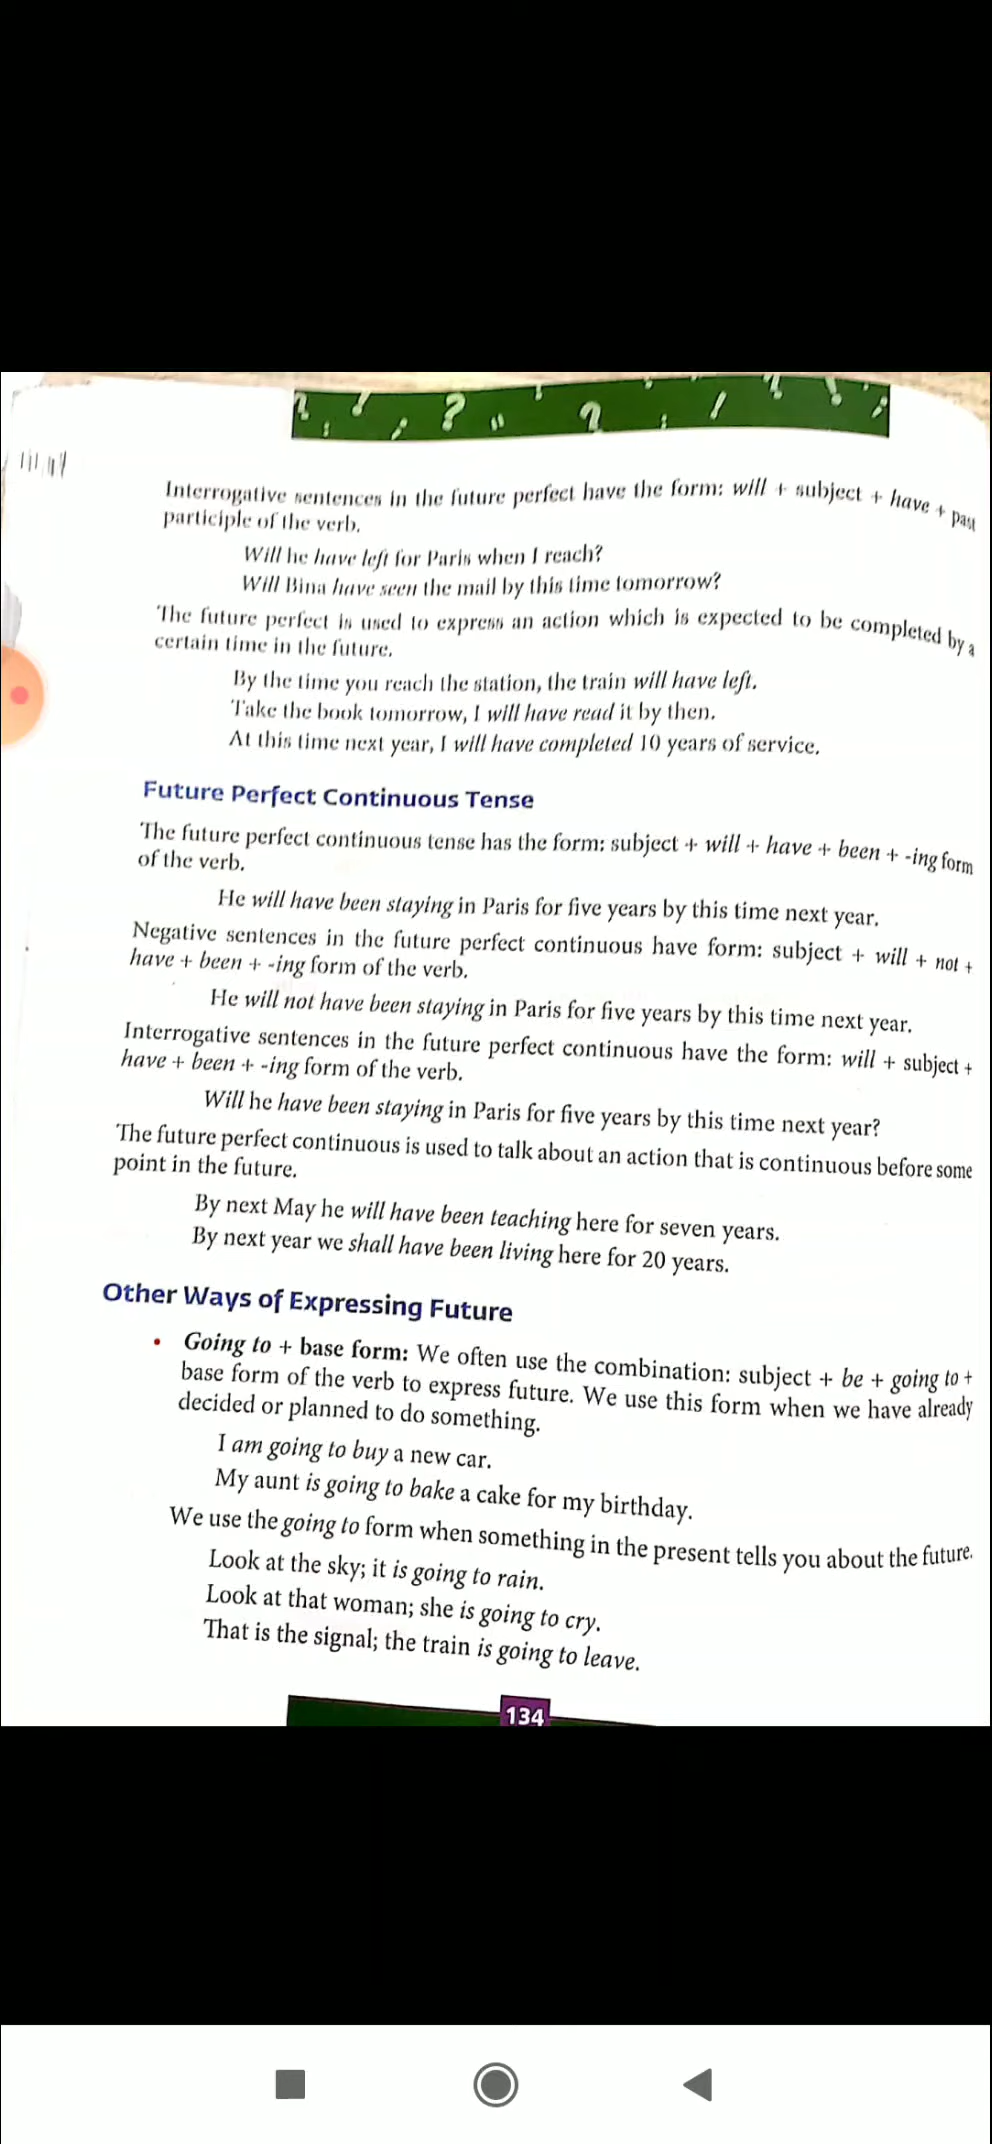 Interrogative sentences in the future perfect have the form: will + subject + have + past
participle of the verb.
Will he have left for Paris when I reach?
Will Bina have seen the mail by this time tomorrow?
The future perfect is used to express an action which is expected to be completed by a
certain time in the future.
By the time you reach the station, the train will have left.
Take the book tomorrow, I will have read it by then.
At this time next year, I will have completed 10 years of service.
Future Perfect Continuous Tense
The future perfect continuous tense has the form: subject + will + have + been + -ing form
of the verb.
He will have been staying in Paris for five years by this time next year.
Negative sentences in the future perfect continuous have form: subject + will + not +
have + been + -ing form of the verb.
He will not have been staying in Paris for five years by this time next year.
Interrogative sentences in the future perfect continuous have the form: will + subject +
have + been + -ing form of the verb.
Will he have been staying in Paris for five years by this time next year?
The future perfect continuous is used to talk about an action that is continuous before some
point in the future.
By next May he will have been teaching here for seven years.
By next year we shall have been living here for 20 years.
Other Ways of Expressing Future
• Going to + base form: We often use the combination: subject + be + going to +
base form of the verb to express future. We use this form when we have already
decided or planned to do something.
I am going to buy a new car.
My aunt is going to bake a cake for my birthday.
We use the going to form when something in the present tells you about the future.
Look at the sky; it is going to rain.
Look at that woman; she is going to cry.
That is the signal; the train is going to leave.
134